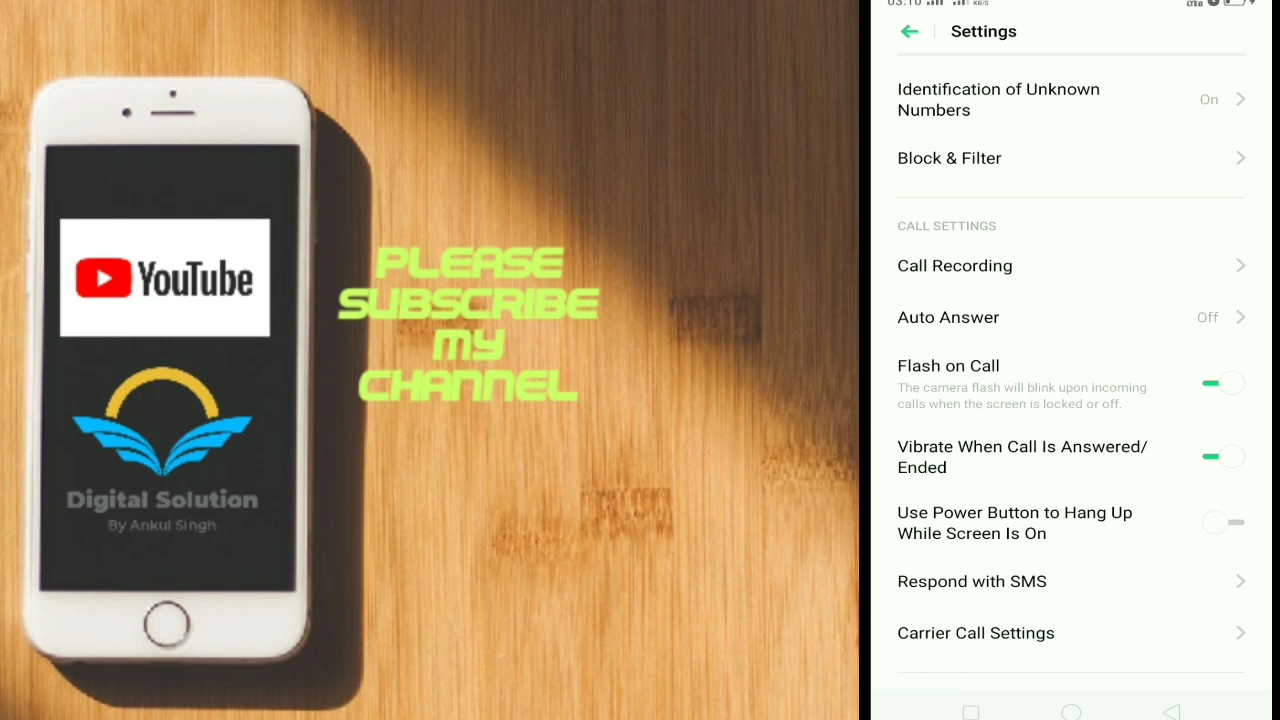 YouTube
Digital Solution
By Ankul Singh
PLEASE
SUBSCRIBE
MY
CHANNEL
03:10
KB/S
Settings
Identification of Unknown
Numbers
On
Block & Filter
CALL SETTINGS
Call Recording
Auto Answer
Off
Flash on Call
The camera flash will blink upon incoming
calls when the screen is locked or off.
Vibrate When Call Is Answered/
Ended
Use Power Button to Hang Up
While Screen Is On
Respond with SMS
Carrier Call Settings